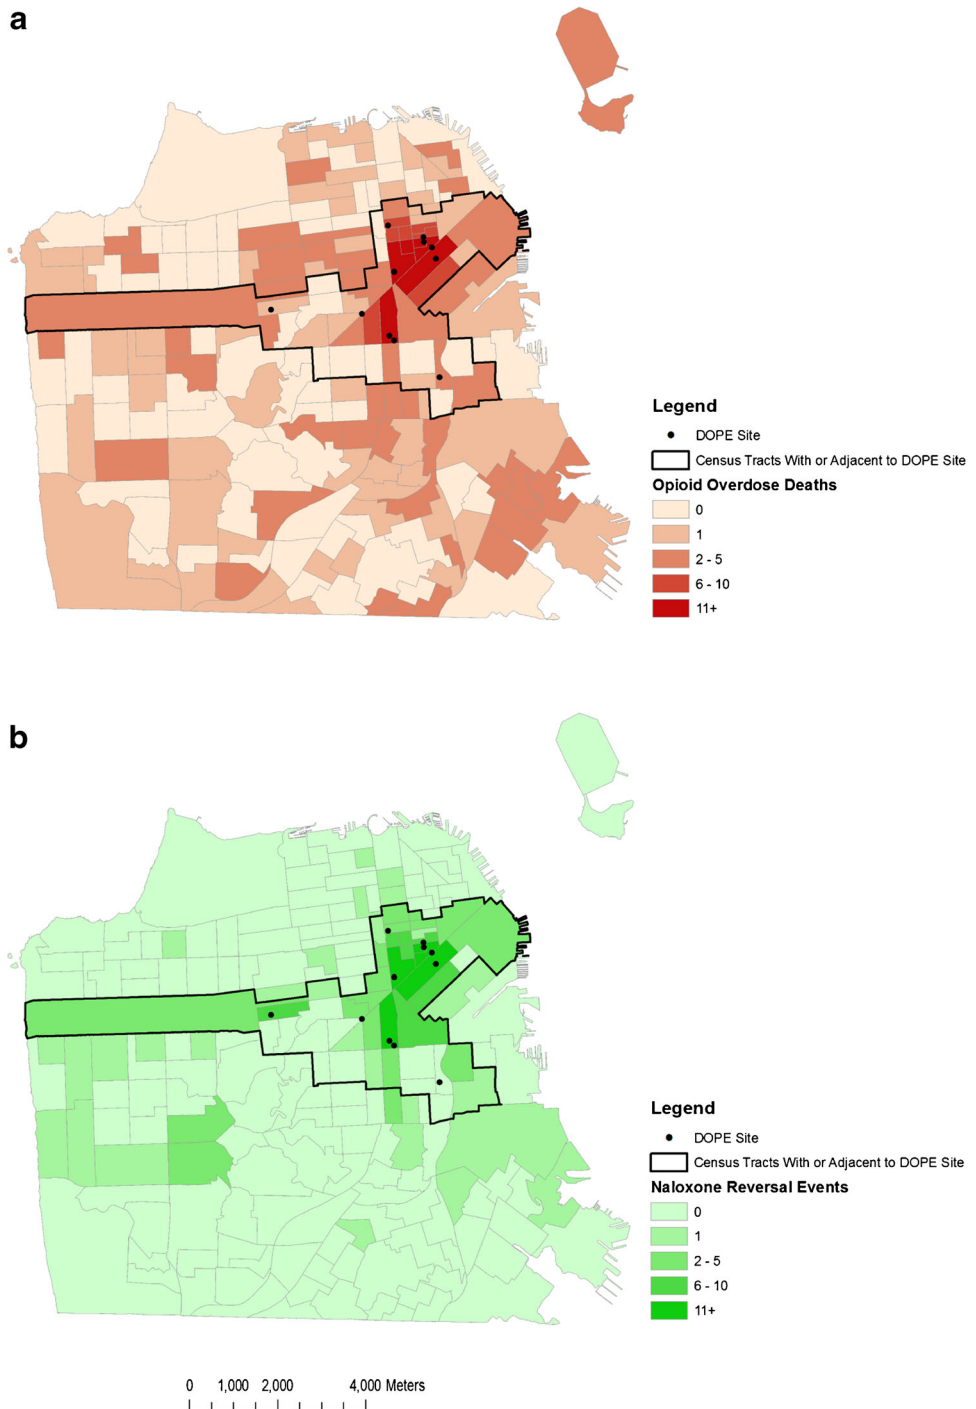 a
Legend
DOPE Site
Census Tracts With or Adjacent to DOPE Site
Opioid Overdose Deaths
0
1
2 - 5
6 - 10
11+
b
Legend
DOPE Site
Census Tracts With or Adjacent to DOPE Site
Naloxone Reversal Events
0
1
2 - 5
6 - 10
11+
0 1,000 2,000 4,000 Meters